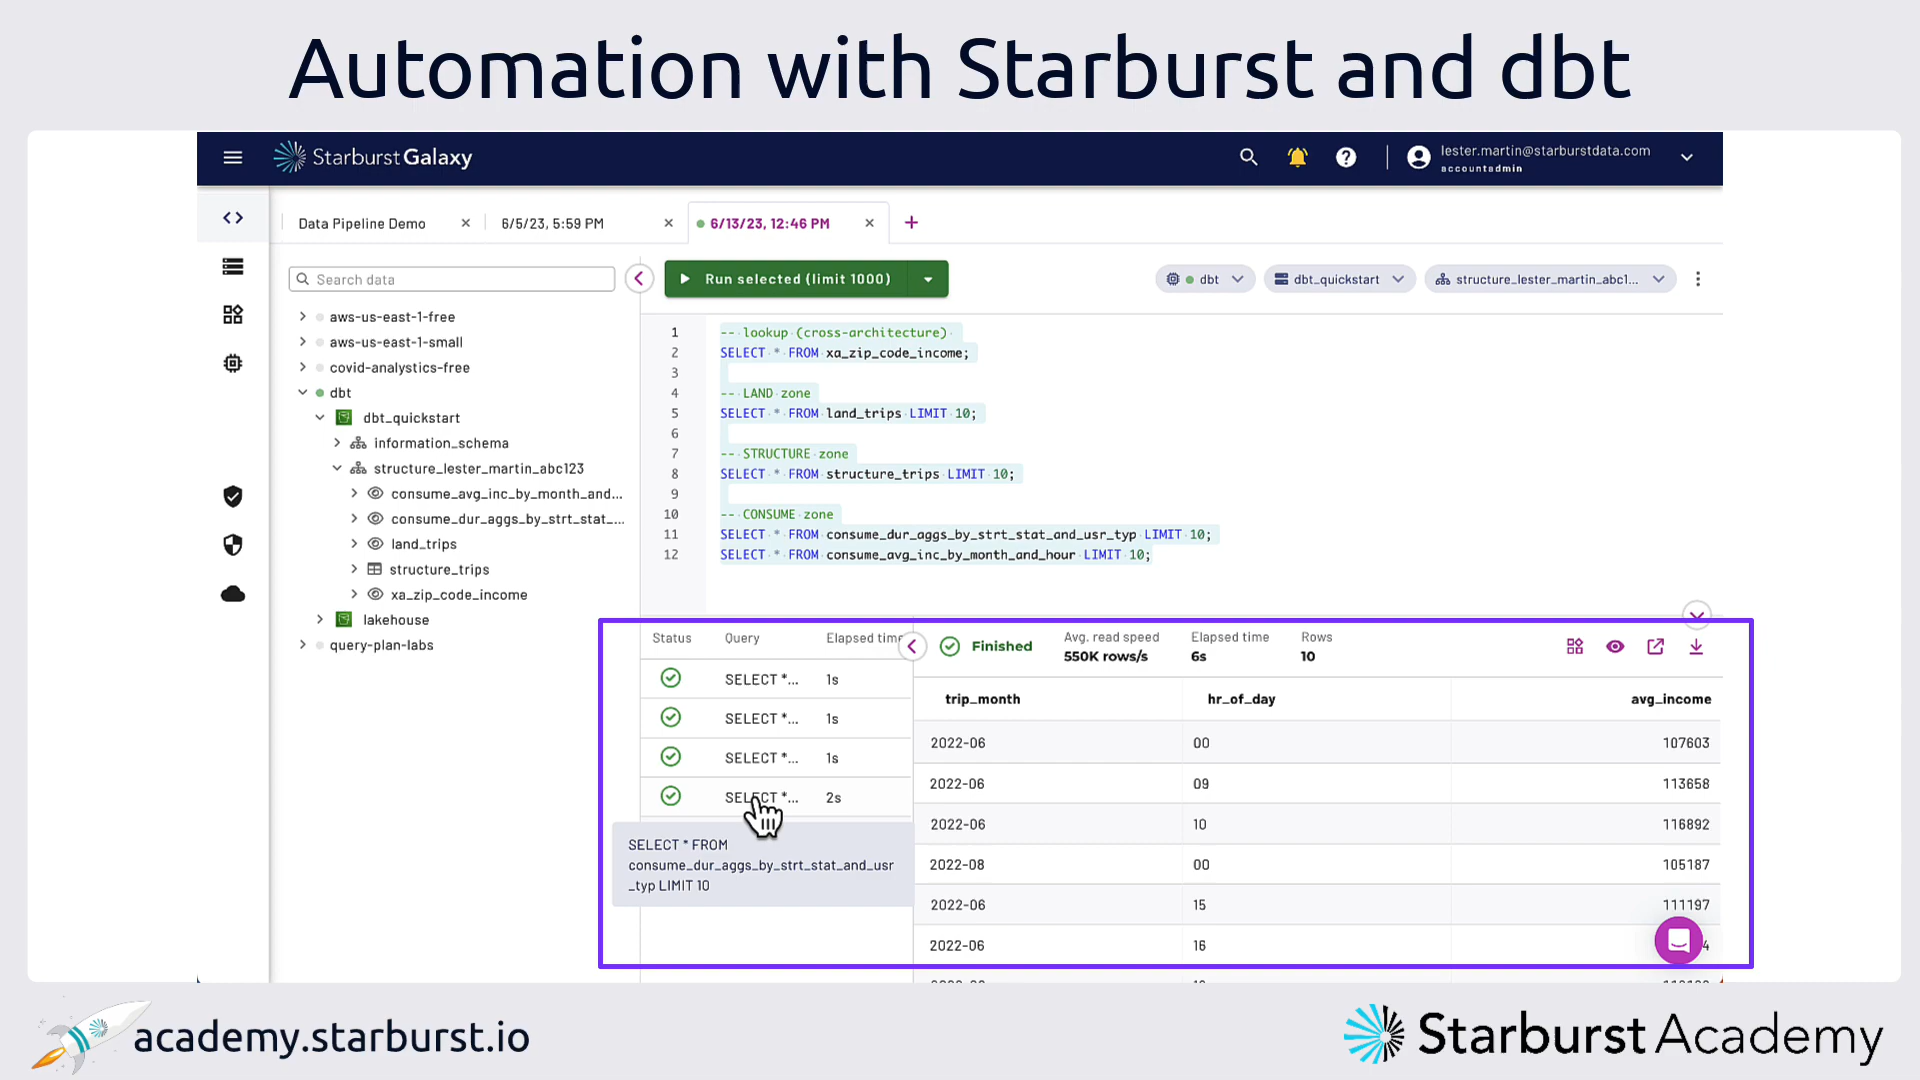 Automation with Starburst and dbt
Starburst Galaxy
lester.martin@starburstdata.com
accountadmin
Data Pipeline Demo
6/5/23, 5:59 PM
6/13/23, 12:46 PM
Search data
Run selected (limit 1000)
dbt
dbt_quickstart
structure_lester_martin_abc1...
aws-us-east-1-free
aws-us-east-1-small
covid-analystics-free
dbt
dbt_quickstart
information_schema
structure_lester_martin_abc123
consume_avg_inc_by_month_and...
consume_dur_aggs_by_strt_stat_...
land_trips
structure_trips
xa_zip_code_income
lakehouse
query-plan-labs
1 -- lookup (cross-architecture)
2 SELECT * FROM xa_zip_code_income;
3
4 -- LAND zone
5 SELECT * FROM land_trips LIMIT 10;
6
7 -- STRUCTURE zone
8 SELECT * FROM structure_trips LIMIT 10;
9
10 -- CONSUME zone
11 SELECT * FROM consume_dur_aggs_by_strt_stat_and_usr_typ LIMIT 10;
12 SELECT * FROM consume_avg_inc_by_month_and_hour LIMIT 10;
Status Query Elapsed time
SELECT *... 1s
SELECT *... 1s
SELECT *... 1s
SELECT *... 2s
SELECT * FROM
consume_dur_aggs_by_strt_stat_and_usr
_typ LIMIT 10
Finished
Avg. read speed
550K rows/s
Elapsed time
6s
Rows
10
trip_month hr_of_day avg_income
2022-06 00 107603
2022-06 09 113658
2022-06 10 116892
2022-08 00 105187
2022-06 15 111197
2022-06 16
academy.starburst.io
Starburst Academy